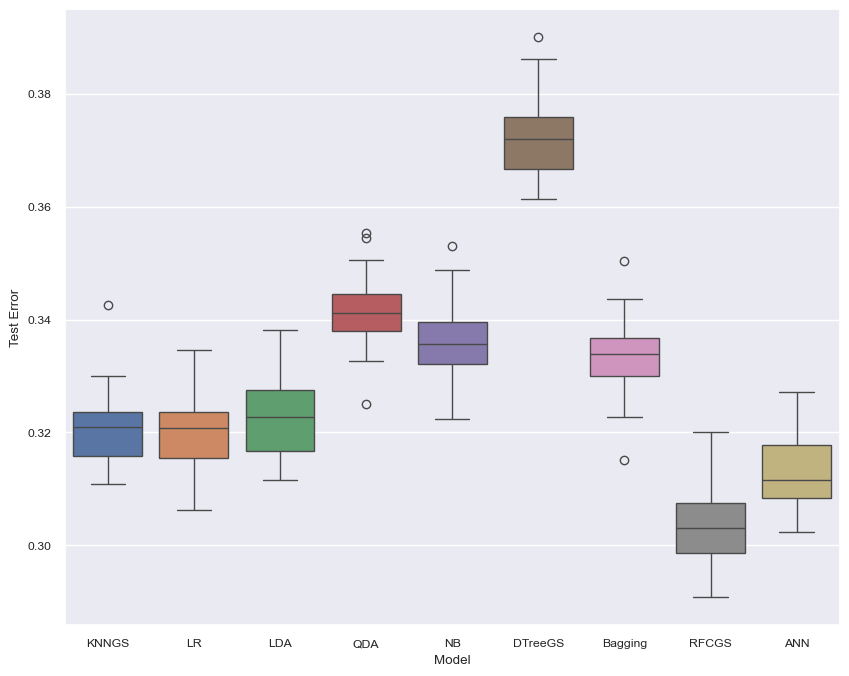 Test Error
0.38
0.36
0.34
0.32
0.30
KNNGS LR LDA QDA NB DTreeGS Bagging RFCGS ANN
Model